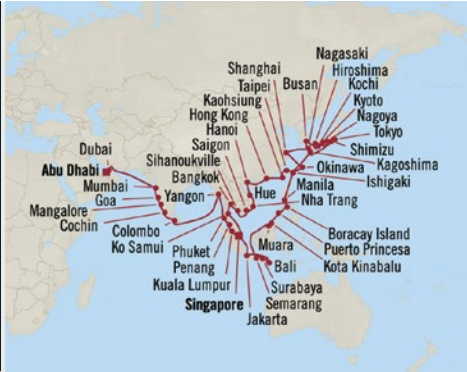 Nagasaki
Shanghai
Hiroshima
Taipei
Busan
Kochi
Kaohsiung
Kyoto
Hong Kong
Nagoya
Hanoi
Tokyo
Saigon
Shimizu
Dubai
Sihanoukville
Kagoshima
Abu Dhabi
Bangkok
Okinawa
Ishigaki
Mumbai
Yangon
Hue
Manila
Goa
Nha Trang
Mangalore
Cochin
Colombo
Boracay Island
Ko Samui
Muara
Puerto Princesa
Phuket
Kota Kinabalu
Penang
Bali
Kuala Lumpur
Surabaya
Singapore
Semarang
Jakarta